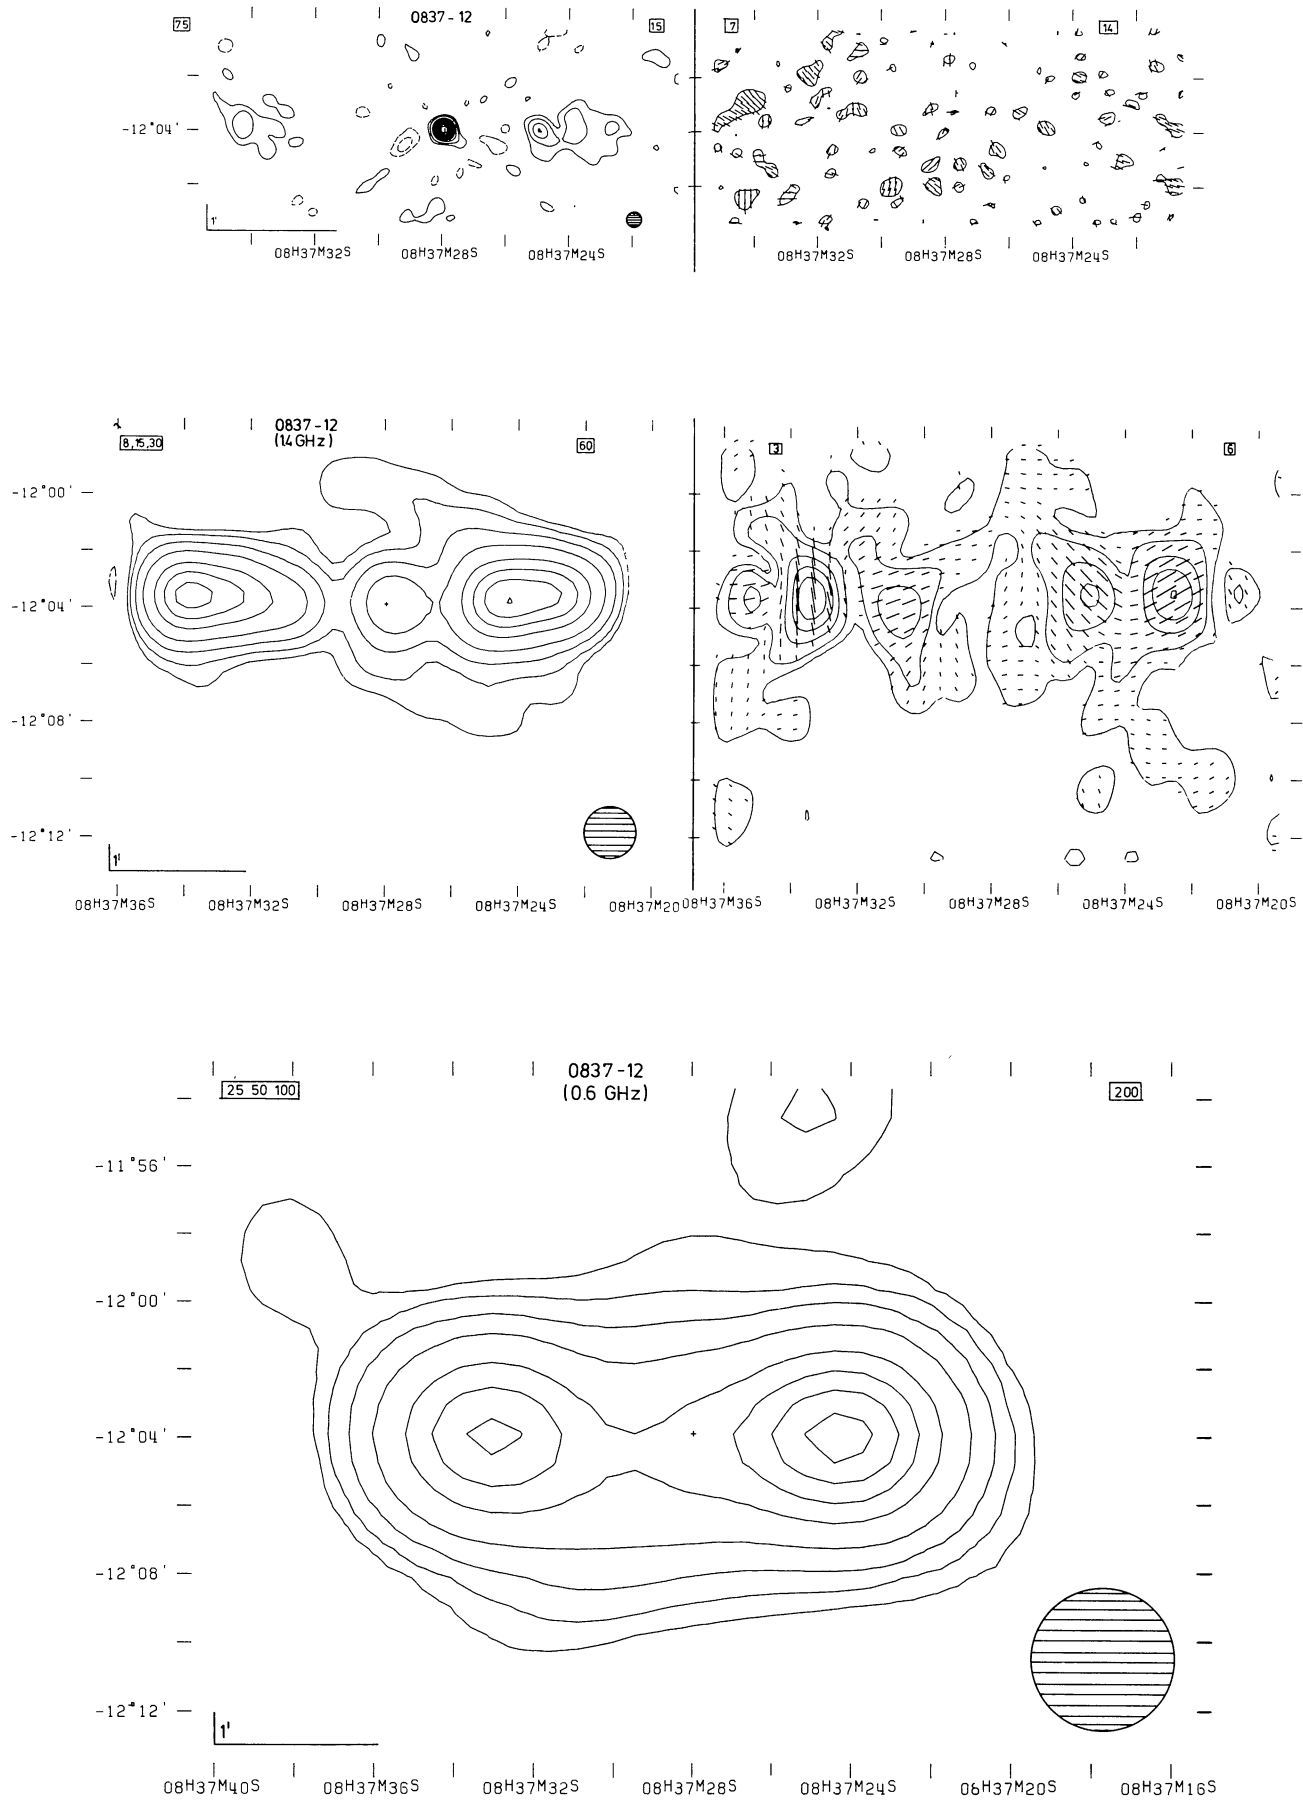 75 0837-12 15 7 14
-12°04'
1'
08H37M32S 08H37M28S 08H37M24S 08H37M32S 08H37M28S 08H37M24S
0837-12
8,15,30 (1.4GHz) 60 3 6
-12°00'
-12°04'
-12°08'
-12°12'
1'
08H37M36S 08H37M32S 08H37M28S 08H37M24S 08H37M20 08H37M36S 08H37M32S 08H37M28S 08H37M24S 08H37M20S
0837-12
25 50 100 (0.6 GHz) 200
-11°56'
-12°00'
-12°04'
-12°08'
-12°12'
1'
08H37M40S 08H37M36S 08H37M32S 08H37M28S 08H37M24S 06H37M20S 08H37M16S